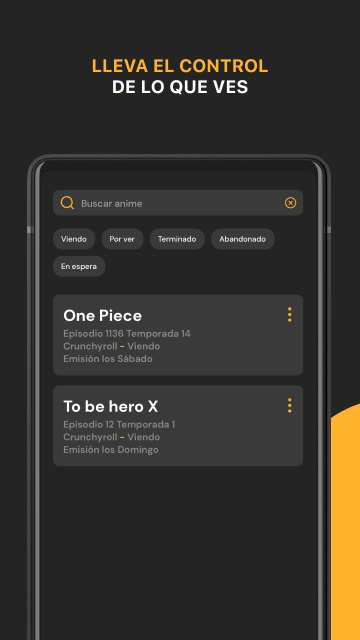 LLEVA EL CONTROL
DE LO QUE VES
Buscar anime
Viendo
Por ver
Terminado
Abandonado
En espera
One Piece
Episodio 1136 Temporada 14
Crunchyroll - Viendo
Emisión los Sábado
To be hero X
Episodio 12 Temporada 1
Crunchyroll - Viendo
Emisión los Domingo